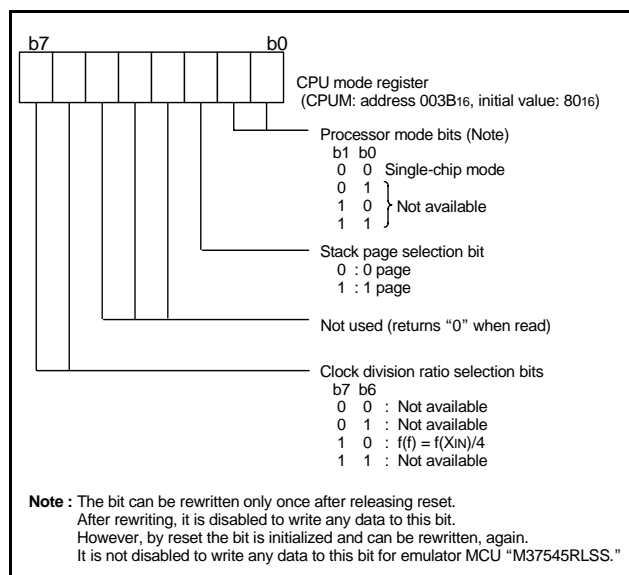 b7 b0
CPU mode register
(CPUM: address 003B16, initial value: 8016)
Processor mode bits (Note)
b1 b0
0 0 Single-chip mode
0 1
1 0 Not available
1 1
Stack page selection bit
0 : 0 page
1 : 1 page
Not used (returns “0” when read)
Clock division ratio selection bits
b7 b6
0 0 : Not available
0 1 : Not available
1 0 : f(f) = f(XIN)/4
1 1 : Not available
Note : The bit can be rewritten only once after releasing reset.
After rewriting, it is disabled to write any data to this bit.
However, by reset the bit is initialized and can be rewritten, again.
It is not disabled to write any data to this bit for emulator MCU “M37545RLSS.”